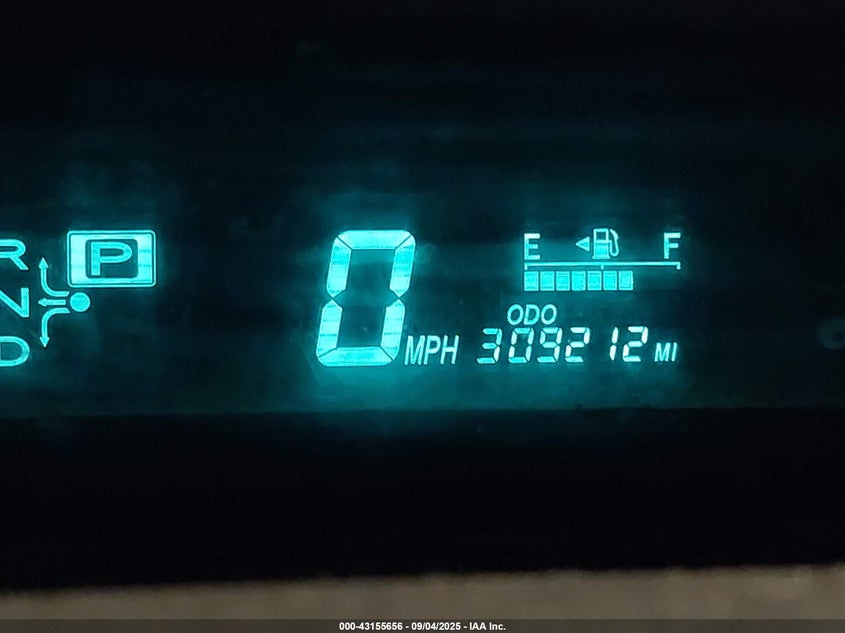 R
P
N
D
0 MPH
E F
ODO
309212 MI
000-43155656 - 09/04/2025 - IAA Inc.